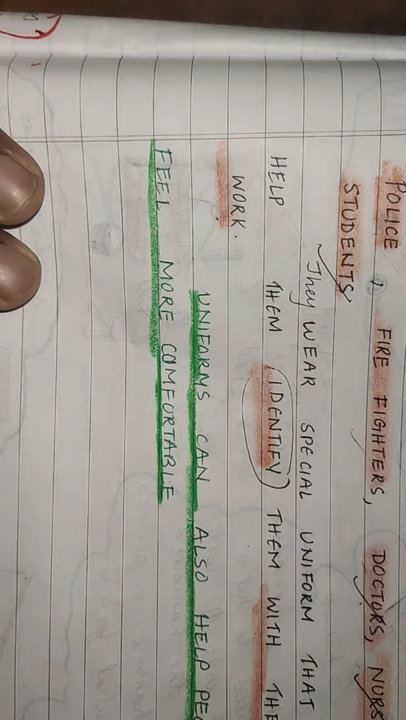 POLICE, FIRE FIGHTERS, DOCTORS, NURS
STUDENTS
They WEAR SPECIAL UNIFORM THAT
HELP THEM IDENTIFY THEM WITH THE
WORK.
UNIFORMS CAN ALSO HELP PE
FEEL MORE COMFORTABLE